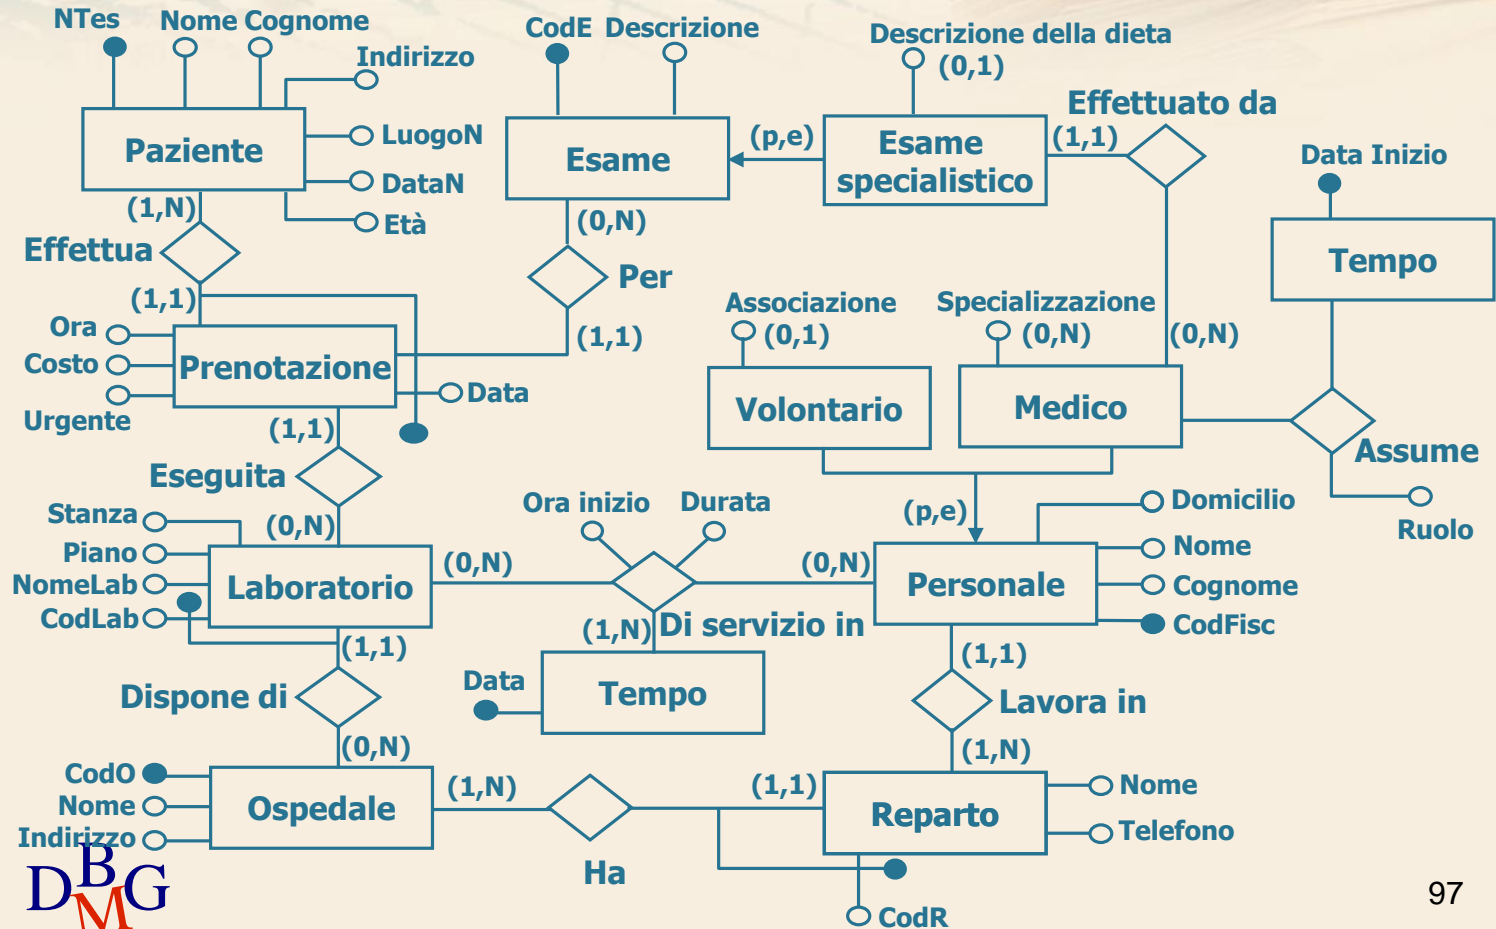 NTes
Nome Cognome
CodE Descrizione
Descrizione della dieta
(0,1)
Indirizzo
Effettuato da
Paziente
LuogoN
DataN
Età
Esame
(p,e)
Esame
specialistico
(1,1)
Data Inizio
(1,N)
Effettua
(0,N)
Tempo
(1,1)
Per
Associazione
(0,1)
Specializzazione
(0,N)
(0,N)
Ora
Costo
Urgente
Prenotazione
(1,1)
Data
Volontario
Medico
(1,1)
Assume
Eseguita
Ruolo
(0,N)
Stanza
Piano
NomeLab
CodLab
Laboratorio
(0,N)
Ora inizio
Durata
(0,N)
(p,e)
Personale
Domicilio
Nome
Cognome
CodFisc
Di servizio in
(1,N)
(1,1)
(1,1)
Dispone di
Data
Tempo
Lavora in
(0,N)
(1,N)
CodO
Nome
Indirizzo
Ospedale
(1,N)
Ha
(1,1)
Reparto
Nome
Telefono
CodR
DBMG
97